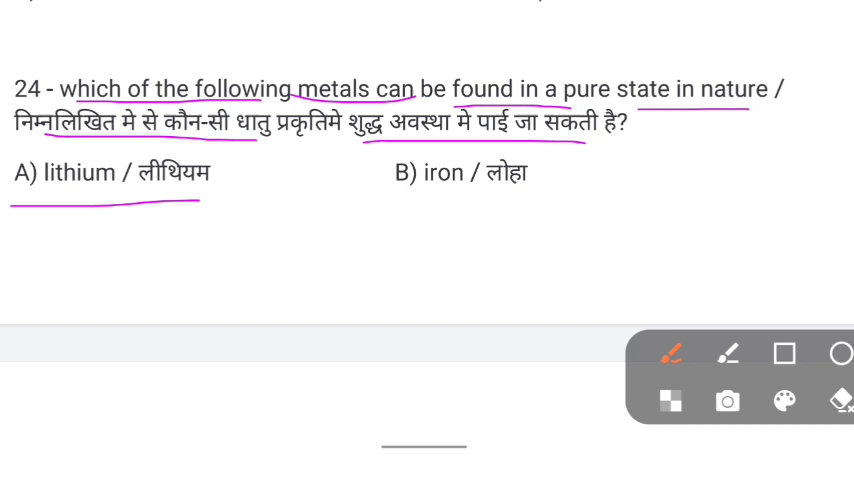 24 - which of the following metals can be found in a pure state in nature /
निम्नलिखित मे से कौन-सी धातु प्रकृतिमे शुद्ध अवस्था मे पाई जा सकती है?
A) lithium / लीथियम B) iron / लोहा